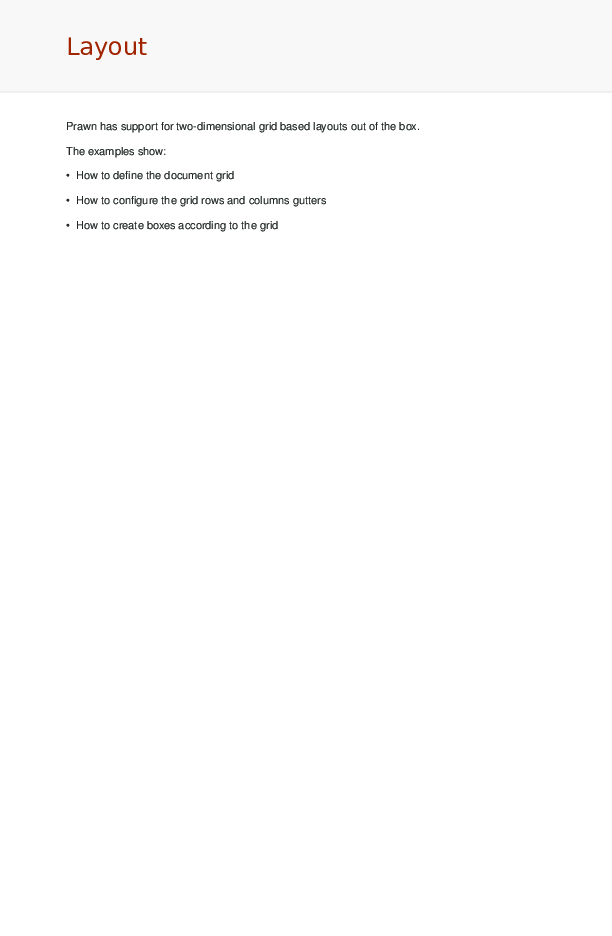 Layout
Prawn has support for two-dimensional grid based layouts out of the box.
The examples show:
• How to define the document grid
• How to configure the grid rows and columns gutters
• How to create boxes according to the grid